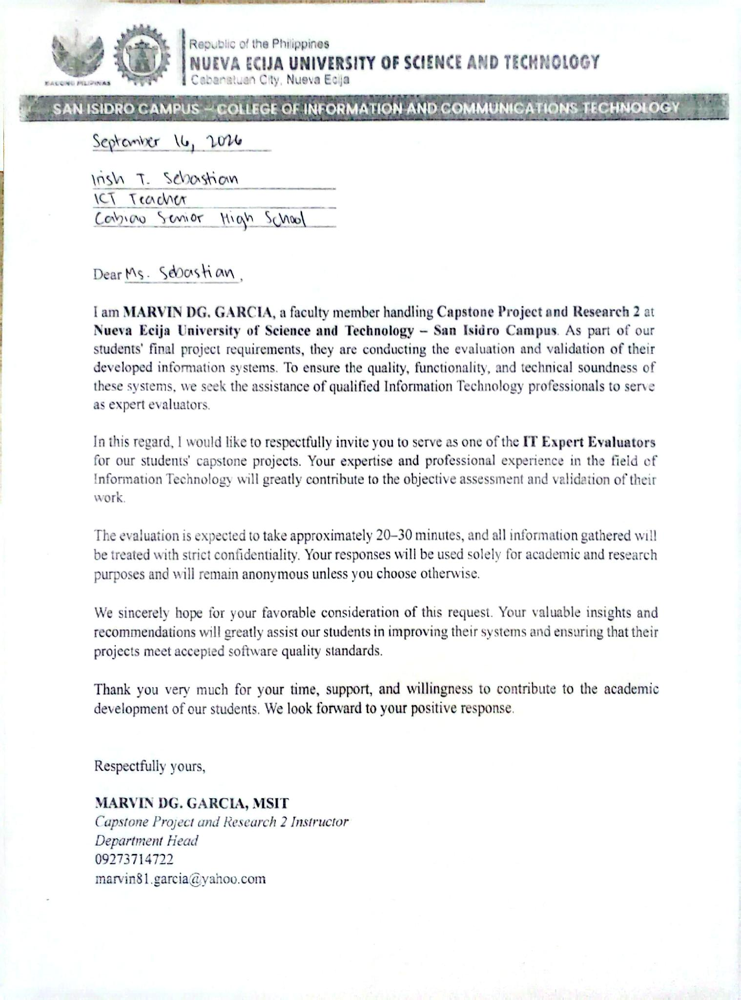 Republic of the Philippines
NUEVA ECIJA UNIVERSITY OF SCIENCE AND TECHNOLOGY
Cabanatuan City, Nueva Ecija
BAGONG PILIPINAS
SAN ISIDRO CAMPUS – COLLEGE OF INFORMATION AND COMMUNICATIONS TECHNOLOGY
September 16, 2026
Irish T. Sebastian
ICT Teacher
Cabiao Senior High School
Dear Ms. Sebastian,
I am MARVIN DG. GARCIA, a faculty member handling Capstone Project and Research 2 at
Nueva Ecija University of Science and Technology – San Isidro Campus. As part of our
students' final project requirements, they are conducting the evaluation and validation of their
developed information systems. To ensure the quality, functionality, and technical soundness of
these systems, we seek the assistance of qualified Information Technology professionals to serve
as expert evaluators.
In this regard, I would like to respectfully invite you to serve as one of the IT Expert Evaluators
for our students' capstone projects. Your expertise and professional experience in the field of
Information Technology will greatly contribute to the objective assessment and validation of their
work.
The evaluation is expected to take approximately 20–30 minutes, and all information gathered will
be treated with strict confidentiality. Your responses will be used solely for academic and research
purposes and will remain anonymous unless you choose otherwise.
We sincerely hope for your favorable consideration of this request. Your valuable insights and
recommendations will greatly assist our students in improving their systems and ensuring that their
projects meet accepted software quality standards.
Thank you very much for your time, support, and willingness to contribute to the academic
development of our students. We look forward to your positive response.
Respectfully yours,
MARVIN DG. GARCIA, MSIT
Capstone Project and Research 2 Instructor
Department Head
09273714722
marvin81.garcia@yahoo.com